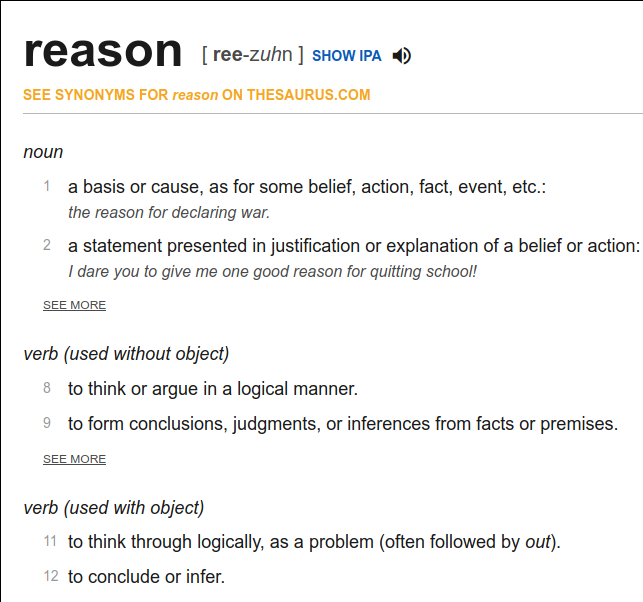 reason [ ree-zuhn ] SHOW IPA
SEE SYNONYMS FOR reason ON THESAURUS.COM
noun
1 a basis or cause, as for some belief, action, fact, event, etc.:
the reason for declaring war.
2 a statement presented in justification or explanation of a belief or action:
I dare you to give me one good reason for quitting school!
SEE MORE
verb (used without object)
8 to think or argue in a logical manner.
9 to form conclusions, judgments, or inferences from facts or premises.
SEE MORE
verb (used with object)
11 to think through logically, as a problem (often followed by out).
12 to conclude or infer.